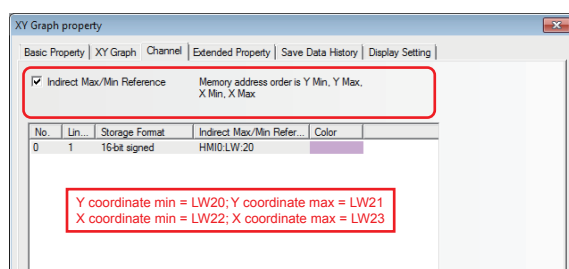 XY Graph property
Basic Property XY Graph Channel Extended Property Save Data History Display Setting
Indirect Max/Min Reference Memory address order is Y Min, Y Max,
X Min, X Max
No. Lin... Storage Format Indirect Max/Min Refer... Color
0 1 16-bit signed HMI0:LW:20
Y coordinate min = LW20; Y coordinate max = LW21
X coordinate min = LW22; X coordinate max = LW23